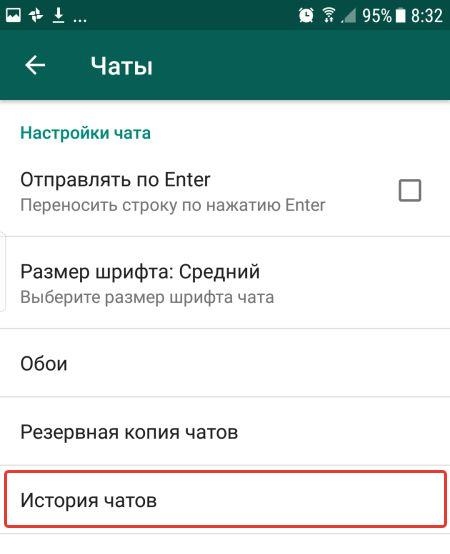 ... 95% 8:32
Чаты
Настройки чата
Отправлять по Enter
Переносить строку по нажатию Enter
Размер шрифта: Средний
Выберите размер шрифта чата
Обои
Резервная копия чатов
История чатов